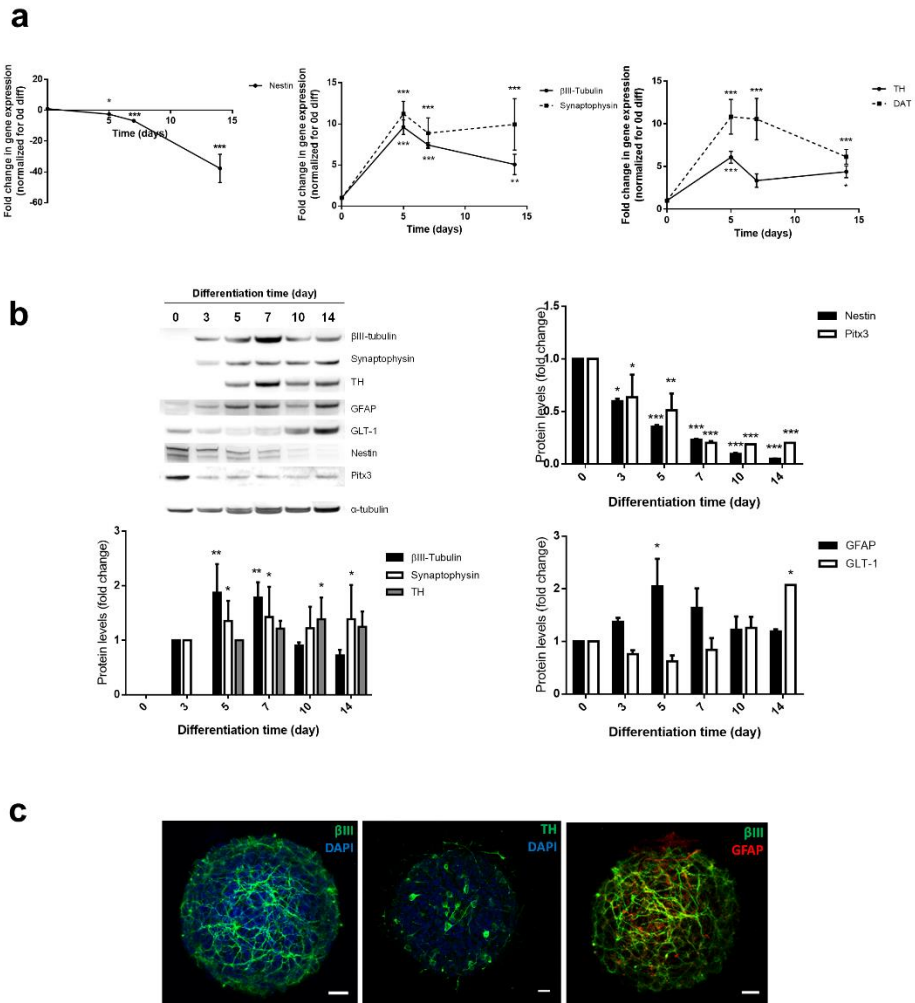 a
Fold change in gene expression
(normalized for 0d diff)
20
0
-20
-40
-60
5
10
15
Time (days)
*
***
***
Nestin
Fold change in gene expression
(normalized for 0d diff)
15
10
5
0
0
5
10
15
Time (days)
***
***
***
***
***
**
βIII-Tubulin
Synaptophysin
Fold change in gene expression
(normalized for 0d diff)
15
10
5
0
0
5
10
15
Time (days)
***
***
***
***
*
TH
DAT
b
Differentiation time (day)
0 3 5 7 10 14
βIII-tubulin
Synaptophysin
TH
GFAP
GLT-1
Nestin
Pitx3
α-tubulin
Protein levels (fold change)
1.5
1.0
0.5
0.0
* * *** ** *** *** *** *** *** ***
0 3 5 7 10 14
Differentiation time (day)
Nestin
Pitx3
Protein levels (fold change)
3
2
1
0
** * ** * * *
0 3 5 7 10 14
Differentiation time (day)
βIII-Tubulin
Synaptophysin
TH
Protein levels (fold change)
3
2
1
0
* *
0 3 5 7 10 14
Differentiation time (day)
GFAP
GLT-1
c
βIII
DAPI
TH
DAPI
βIII
GFAP